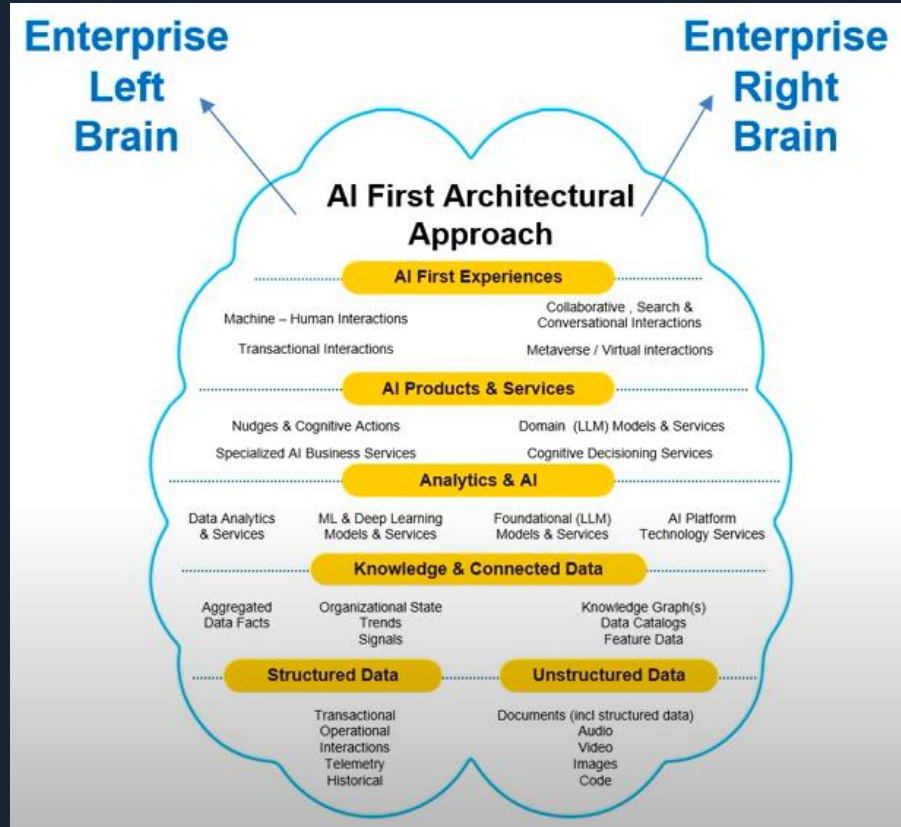 Enterprise
Left
Brain
Enterprise
Right
Brain
AI First Architectural
Approach
AI First Experiences
Machine – Human Interactions
Collaborative , Search &
Conversational Interactions
Transactional Interactions
Metaverse / Virtual interactions
AI Products & Services
Nudges & Cognitive Actions
Domain (LLM) Models & Services
Specialized AI Business Services
Cognitive Decisioning Services
Analytics & AI
Data Analytics
& Services
ML & Deep Learning
Models & Services
Foundational (LLM)
Models & Services
AI Platform
Technology Services
Knowledge & Connected Data
Aggregated
Data Facts
Organizational State
Trends
Signals
Knowledge Graph(s)
Data Catalogs
Feature Data
Structured Data
Transactional
Operational
Interactions
Telemetry
Historical
Unstructured Data
Documents (incl structured data)
Audio
Video
Images
Code